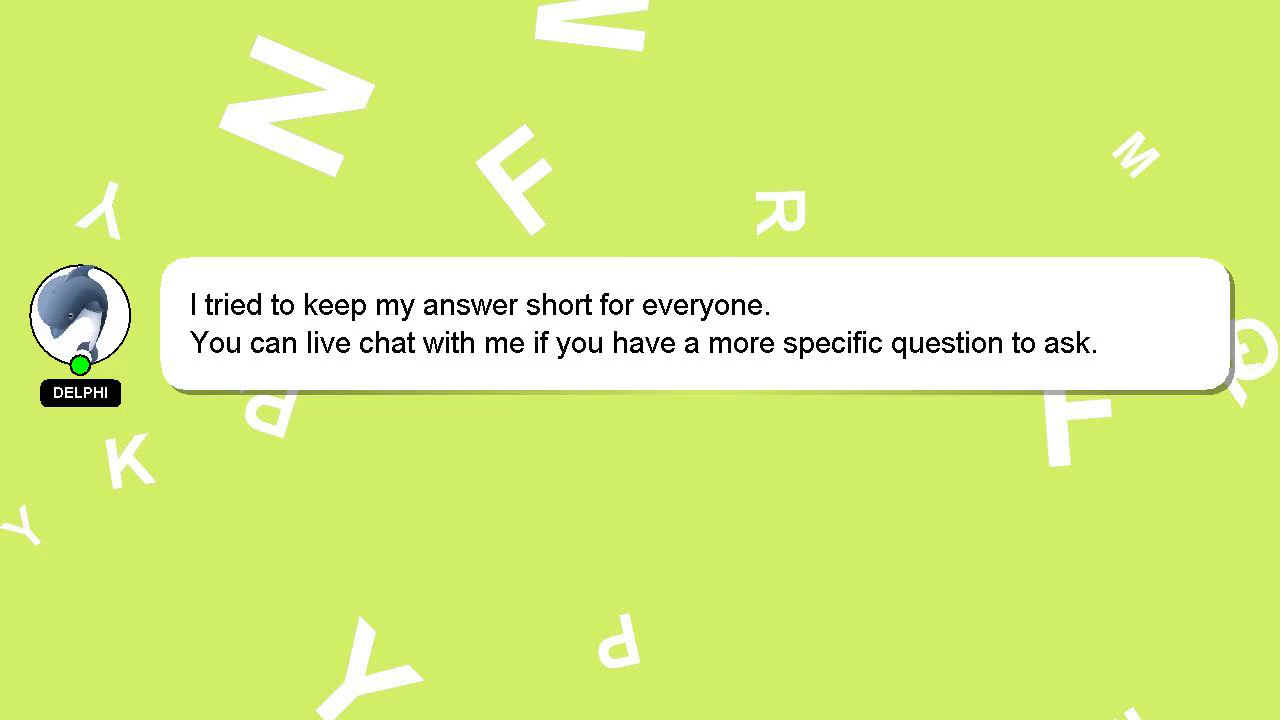 N
F
M
Y
R
I tried to keep my answer short for everyone.
You can live chat with me if you have a more specific question to ask.
DELPHI
F
K
Y
Y
P